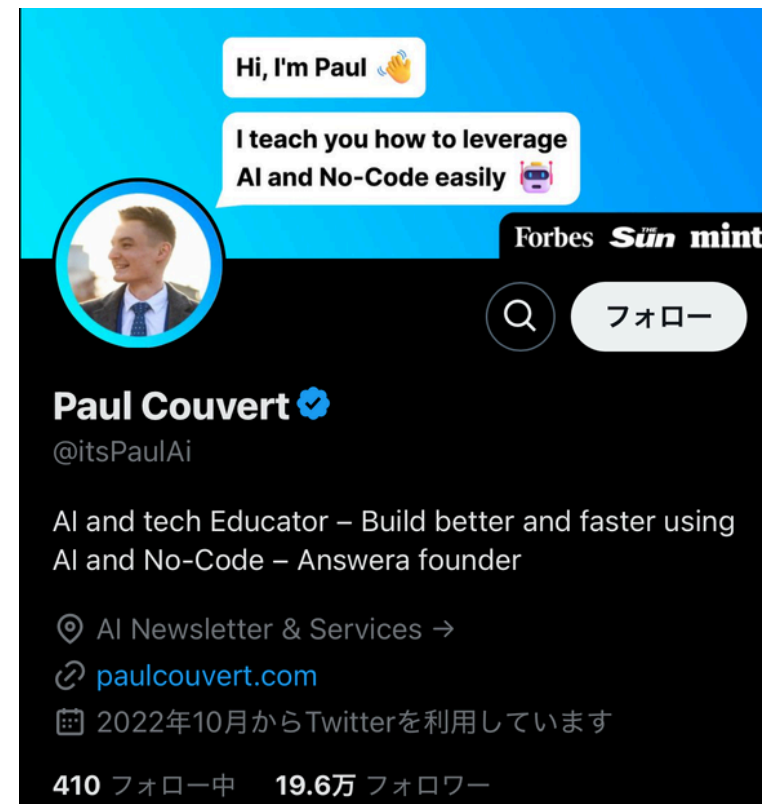 Hi, I'm Paul 👋
I teach you how to leverage
AI and No-Code easily 🤖
Forbes THE Sun mint
フォロー
Paul Couvert
@itsPaulAi
AI and tech Educator – Build better and faster using
AI and No-Code – Answera founder
AI Newsletter & Services →
paulcouvert.com
2022年10月からTwitterを利用しています
410 フォロー中 19.6万 フォロワー